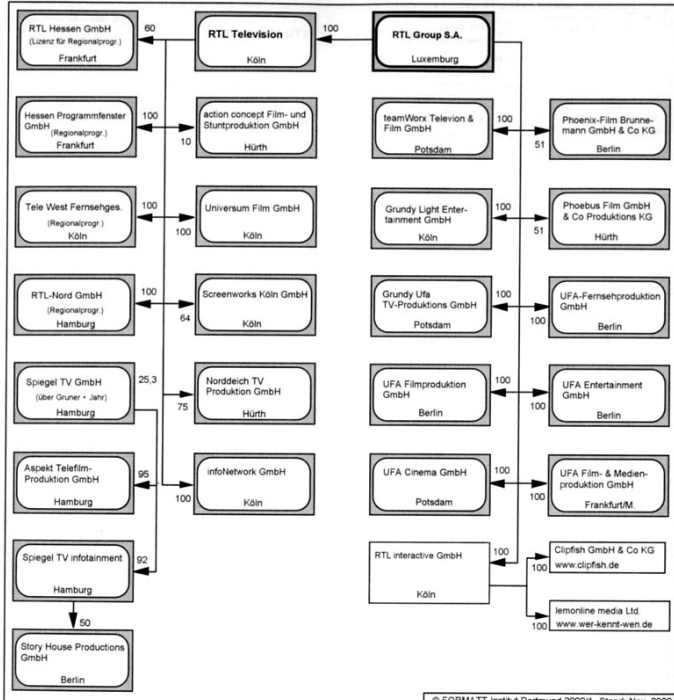 RTL Hessen GmbH
(Lizenz für Regionalprogr.)
Frankfurt
60
RTL Television
Köln
100
RTL Group S.A.
Luxemburg
Hessen Programmfenster
GmbH
(Regionalprogr.)
Frankfurt
100
10
action concept Film- und
Stuntproduktion GmbH
Hürth
teamWorx Televion &
Film GmbH
Potsdam
100
51
Phoenix-Film Brunne-
mann GmbH & Co KG
Berlin
Tele West Fernsehges.
(Regionalprogr.)
Köln
100
100
Universum Film GmbH
Köln
Grundy Light Enter-
tainment GmbH
Köln
100
51
Phoebus Film GmbH
& Co Produktions KG
Hürth
RTL-Nord GmbH
(Regionalprogr.)
Hamburg
100
64
Screenworks Köln GmbH
Köln
Grundy Ufa
TV-Produktions GmbH
Potsdam
100
100
UFA-Fernsehproduktion
GmbH
Berlin
Spiegel TV GmbH
(über Gruner + Jahr)
Hamburg
25,3
75
Norddeich TV
Produktion GmbH
Hürth
UFA Filmproduktion
GmbH
Berlin
100
100
UFA Entertainment
GmbH
Berlin
Aspekt Telefilm-
Produktion GmbH
Hamburg
95
100
infoNetwork GmbH
Köln
UFA Cinema GmbH
Potsdam
100
100
UFA Film- & Medien-
produktion GmbH
Frankfurt/M.
Spiegel TV infotainment
Hamburg
92
RTL interactive GmbH
Köln
100
100
Clipfish GmbH & Co KG
www.clipfish.de
100
lemonline media Ltd.
www.wer-kennt-wen.de
50
Story House Productions
GmbH
Berlin